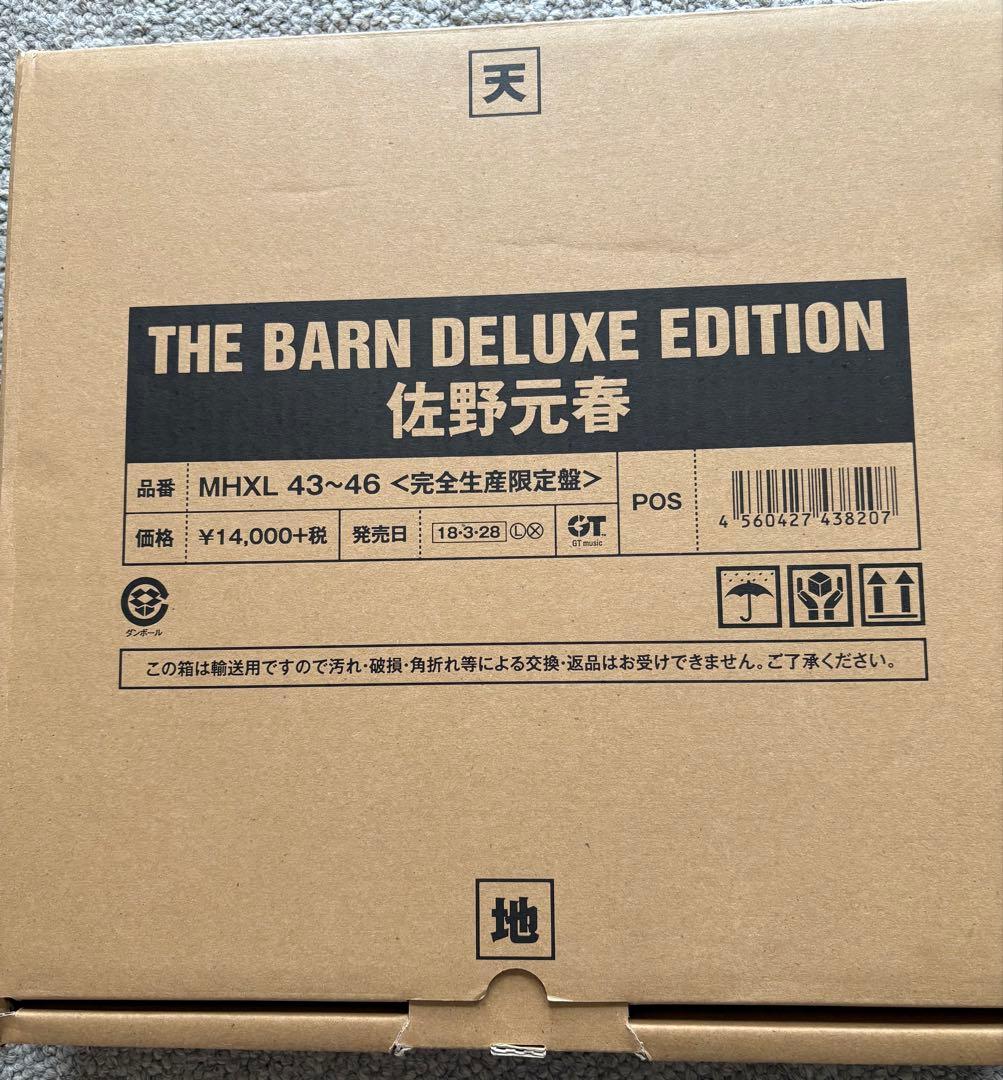 天
THE BARN DELUXE EDITION
佐野元春
品番 MHXL 43~46 <完全生産限定盤>
POS
4 560427 438207
価格 ¥14,000+税 発売日 18・3・28 Ⓛ Ⓧ GT™
GT music
ダンボール
この箱は輸送用ですので汚れ・破損・角折れ等による交換・返品はお受けできません。ご了承ください。
地